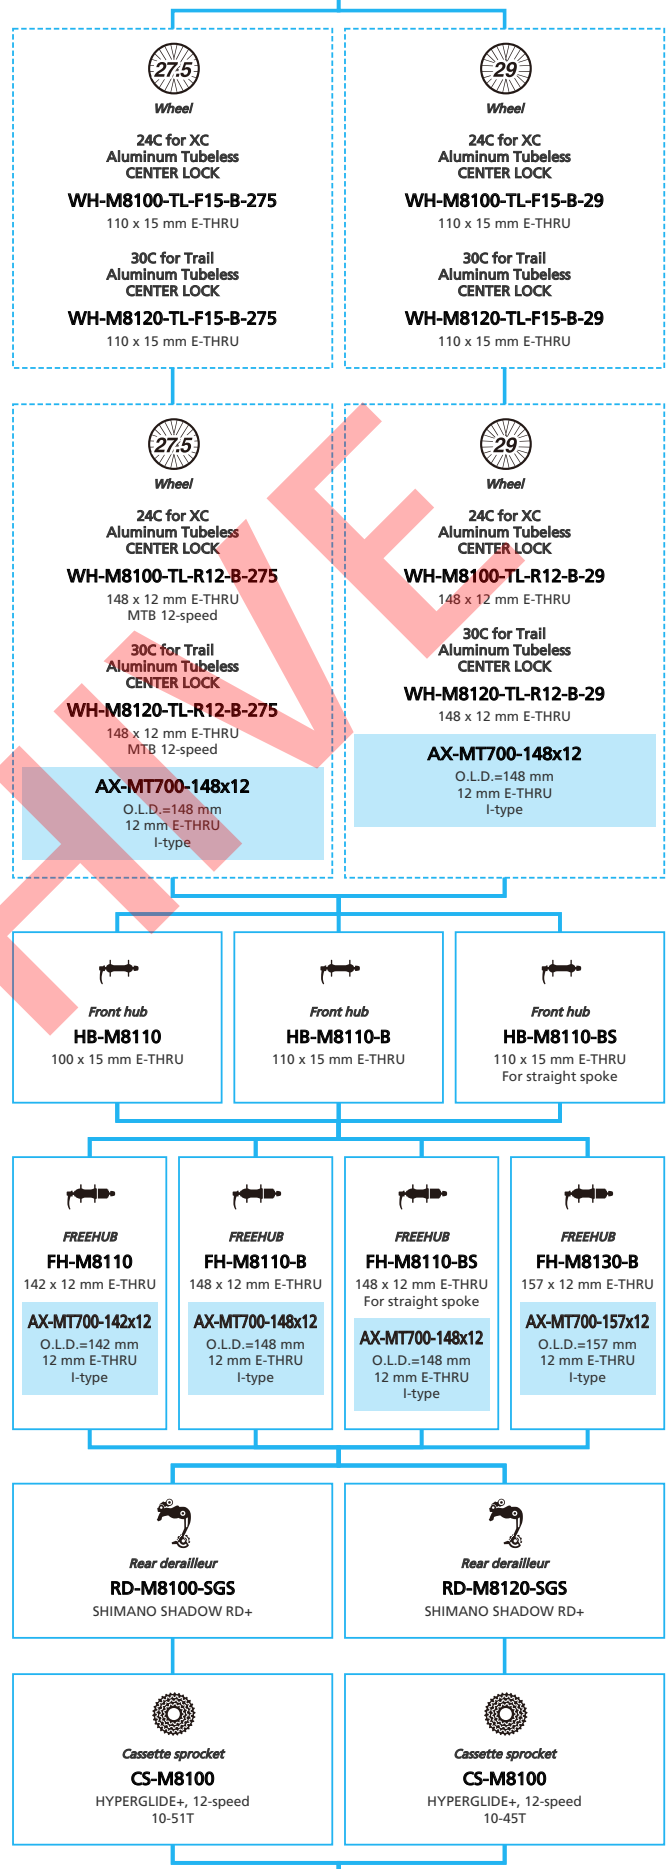 27.5
Wheel
24C for XC
Aluminum Tubeless
CENTER LOCK
WH-M8100-TL-F15-B-275
110 x 15 mm E-THRU
30C for Trail
Aluminum Tubeless
CENTER LOCK
WH-M8120-TL-F15-B-275
110 x 15 mm E-THRU
29
Wheel
24C for XC
Aluminum Tubeless
CENTER LOCK
WH-M8100-TL-F15-B-29
110 x 15 mm E-THRU
30C for Trail
Aluminum Tubeless
CENTER LOCK
WH-M8120-TL-F15-B-29
110 x 15 mm E-THRU
27.5
Wheel
24C for XC
Aluminum Tubeless
CENTER LOCK
WH-M8100-TL-R12-B-275
148 x 12 mm E-THRU
MTB 12-speed
30C for Trail
Aluminum Tubeless
CENTER LOCK
WH-M8120-TL-R12-B-275
148 x 12 mm E-THRU
MTB 12-speed
AX-MT700-148x12
O.L.D.=148 mm
12 mm E-THRU
I-type
29
Wheel
24C for XC
Aluminum Tubeless
CENTER LOCK
WH-M8100-TL-R12-B-29
148 x 12 mm E-THRU
30C for Trail
Aluminum Tubeless
CENTER LOCK
WH-M8120-TL-R12-B-29
148 x 12 mm E-THRU
AX-MT700-148x12
O.L.D.=148 mm
12 mm E-THRU
I-type
HIVE
Front hub
HB-M8110
100 x 15 mm E-THRU
Front hub
HB-M8110-B
110 x 15 mm E-THRU
Front hub
HB-M8110-BS
110 x 15 mm E-THRU
For straight spoke
FREEHUB
FH-M8110
142 x 12 mm E-THRU
AX-MT700-142x12
O.L.D.=142 mm
12 mm E-THRU
I-type
FREEHUB
FH-M8110-B
148 x 12 mm E-THRU
AX-MT700-148x12
O.L.D.=148 mm
12 mm E-THRU
I-type
FREEHUB
FH-M8110-BS
148 x 12 mm E-THRU
For straight spoke
AX-MT700-148x12
O.L.D.=148 mm
12 mm E-THRU
I-type
FREEHUB
FH-M8130-B
157 x 12 mm E-THRU
AX-MT700-157x12
O.L.D.=157 mm
12 mm E-THRU
I-type
Rear derailleur
RD-M8100-SGS
SHIMANO SHADOW RD+
Rear derailleur
RD-M8120-SGS
SHIMANO SHADOW RD+
Cassette sprocket
CS-M8100
HYPERGLIDE+, 12-speed
10-51T
Cassette sprocket
CS-M8100
HYPERGLIDE+, 12-speed
10-45T